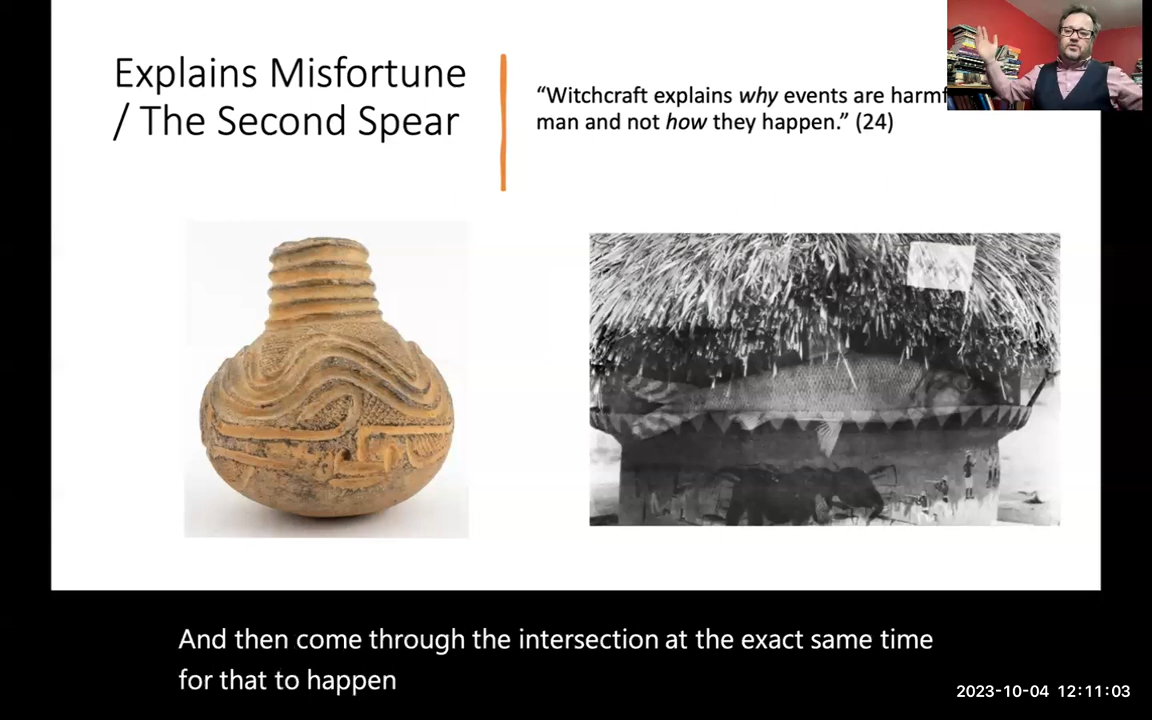 Explains Misfortune
/ The Second Spear
“Witchcraft explains why events are
man and not how they happen.” (24)
And then come through the intersection at the exact same time
for that to happen
2023-10-04 12:11:03